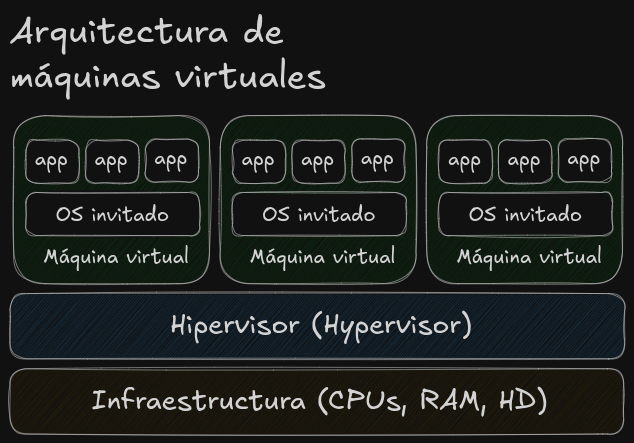 Arquitectura de
máquinas virtuales
app app app app app app app app app
OS invitado OS invitado OS invitado
Máquina virtual Máquina virtual Máquina virtual
Hipervisor (Hypervisor)
Infraestructura (CPUs, RAM, HD)